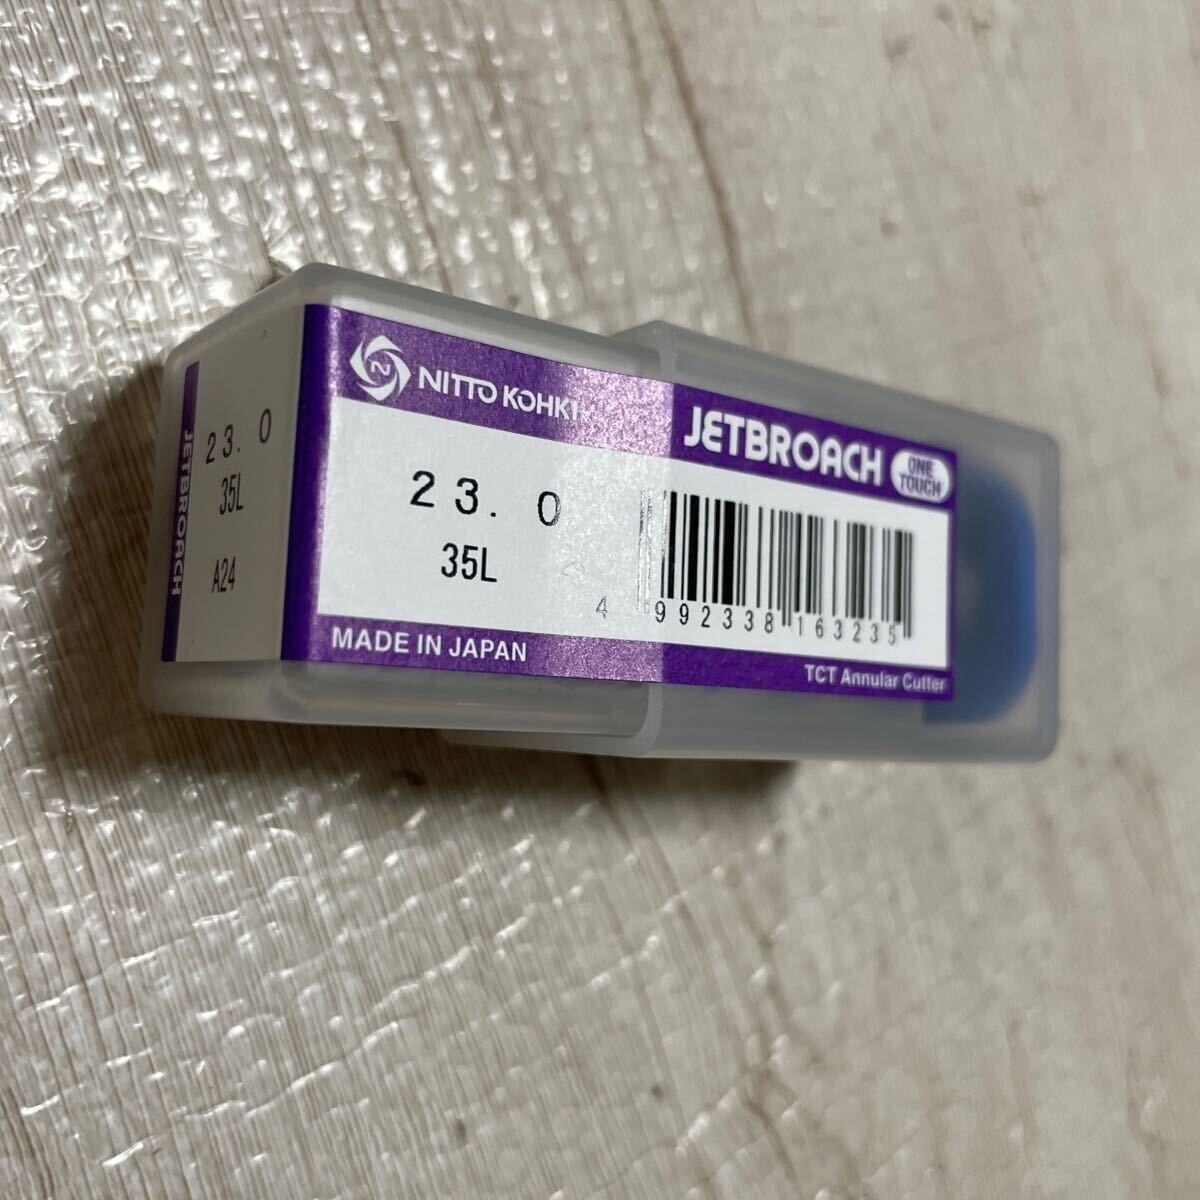 JETBROACH
23.0
35L
A24
N
NITTO KOHKI
JETBROACH
ONE TOUCH
23.0
35L
4 992338 163235
MADE IN JAPAN
TCT Annular Cutter